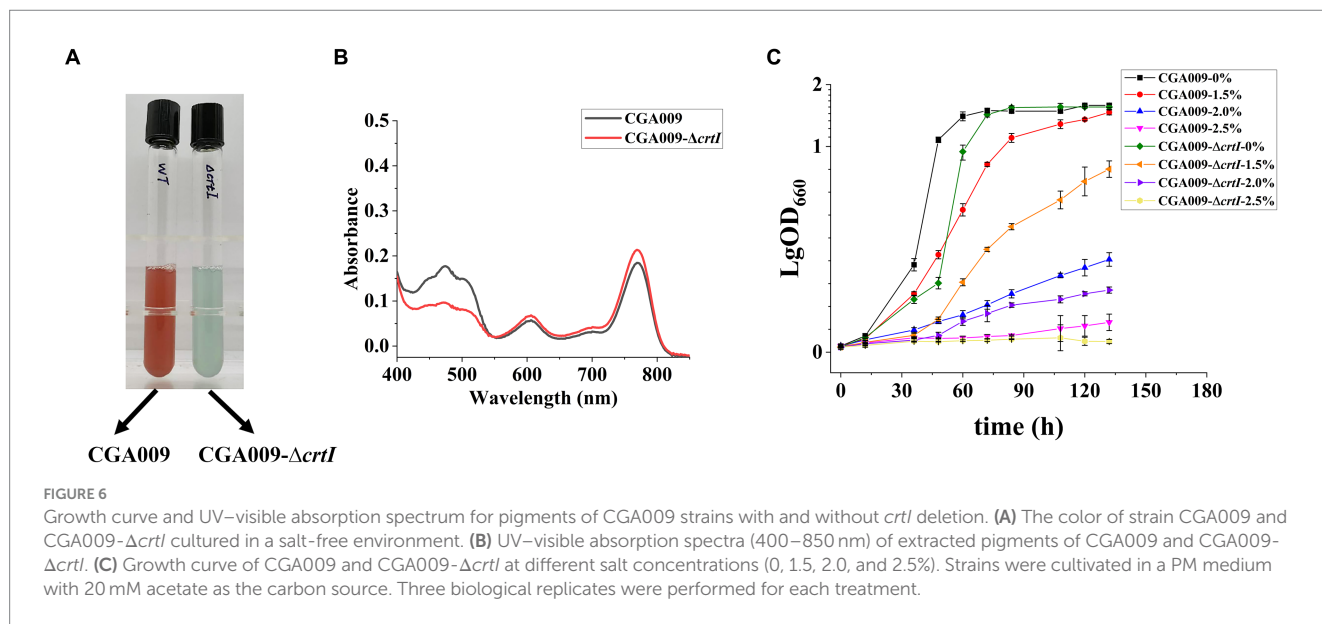 A
WT
ΔcrtI
CGA009
CGA009-ΔcrtI
B
0.5
0.4
0.3
0.2
0.1
0.0
Absorbance
400
500
600
700
800
Wavelength (nm)
CGA009
CGA009-ΔcrtI
C
2
1
0
LgOD660
0
36
60
90
120
150
180
time (h)
CGA009-0%
CGA009-1.5%
CGA009-2.0%
CGA009-2.5%
CGA009-ΔcrtI-0%
CGA009-ΔcrtI-1.5%
CGA009-ΔcrtI-2.0%
CGA009-ΔcrtI-2.5%
FIGURE 6
Growth curve and UV–visible absorption spectrum for pigments of CGA009 strains with and without crtI deletion. (A) The color of strain CGA009 and
CGA009-ΔcrtI cultured in a salt-free environment. (B) UV–visible absorption spectra (400–850 nm) of extracted pigments of CGA009 and CGA009-
ΔcrtI. (C) Growth curve of CGA009 and CGA009-ΔcrtI at different salt concentrations (0, 1.5, 2.0, and 2.5%). Strains were cultivated in a PM medium
with 20 mM acetate as the carbon source. Three biological replicates were performed for each treatment.